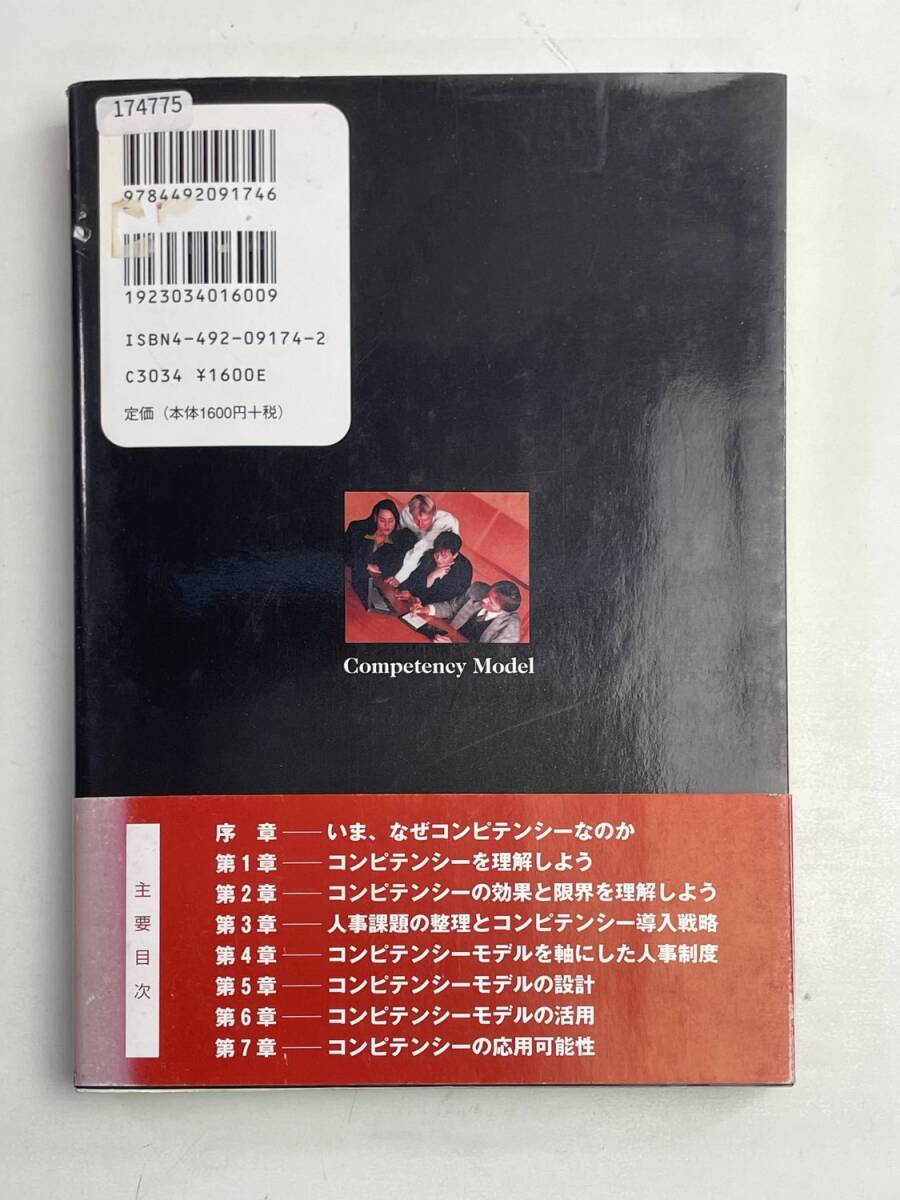 174775
9784492091746
1923034016009
ISBN4-492-09174-2
C3034 ¥1600E
定価（本体1600円＋税）
Competency Model
主要目次
序 章――いま、なぜコンピテンシーなのか
第1章――コンピテンシーを理解しよう
第2章――コンピテンシーの効果と限界を理解しよう
第3章――人事課題の整理とコンピテンシー導入戦略
第4章――コンピテンシーモデルを軸にした人事制度
第5章――コンピテンシーモデルの設計
第6章――コンピテンシーモデルの活用
第7章――コンピテンシーの応用可能性